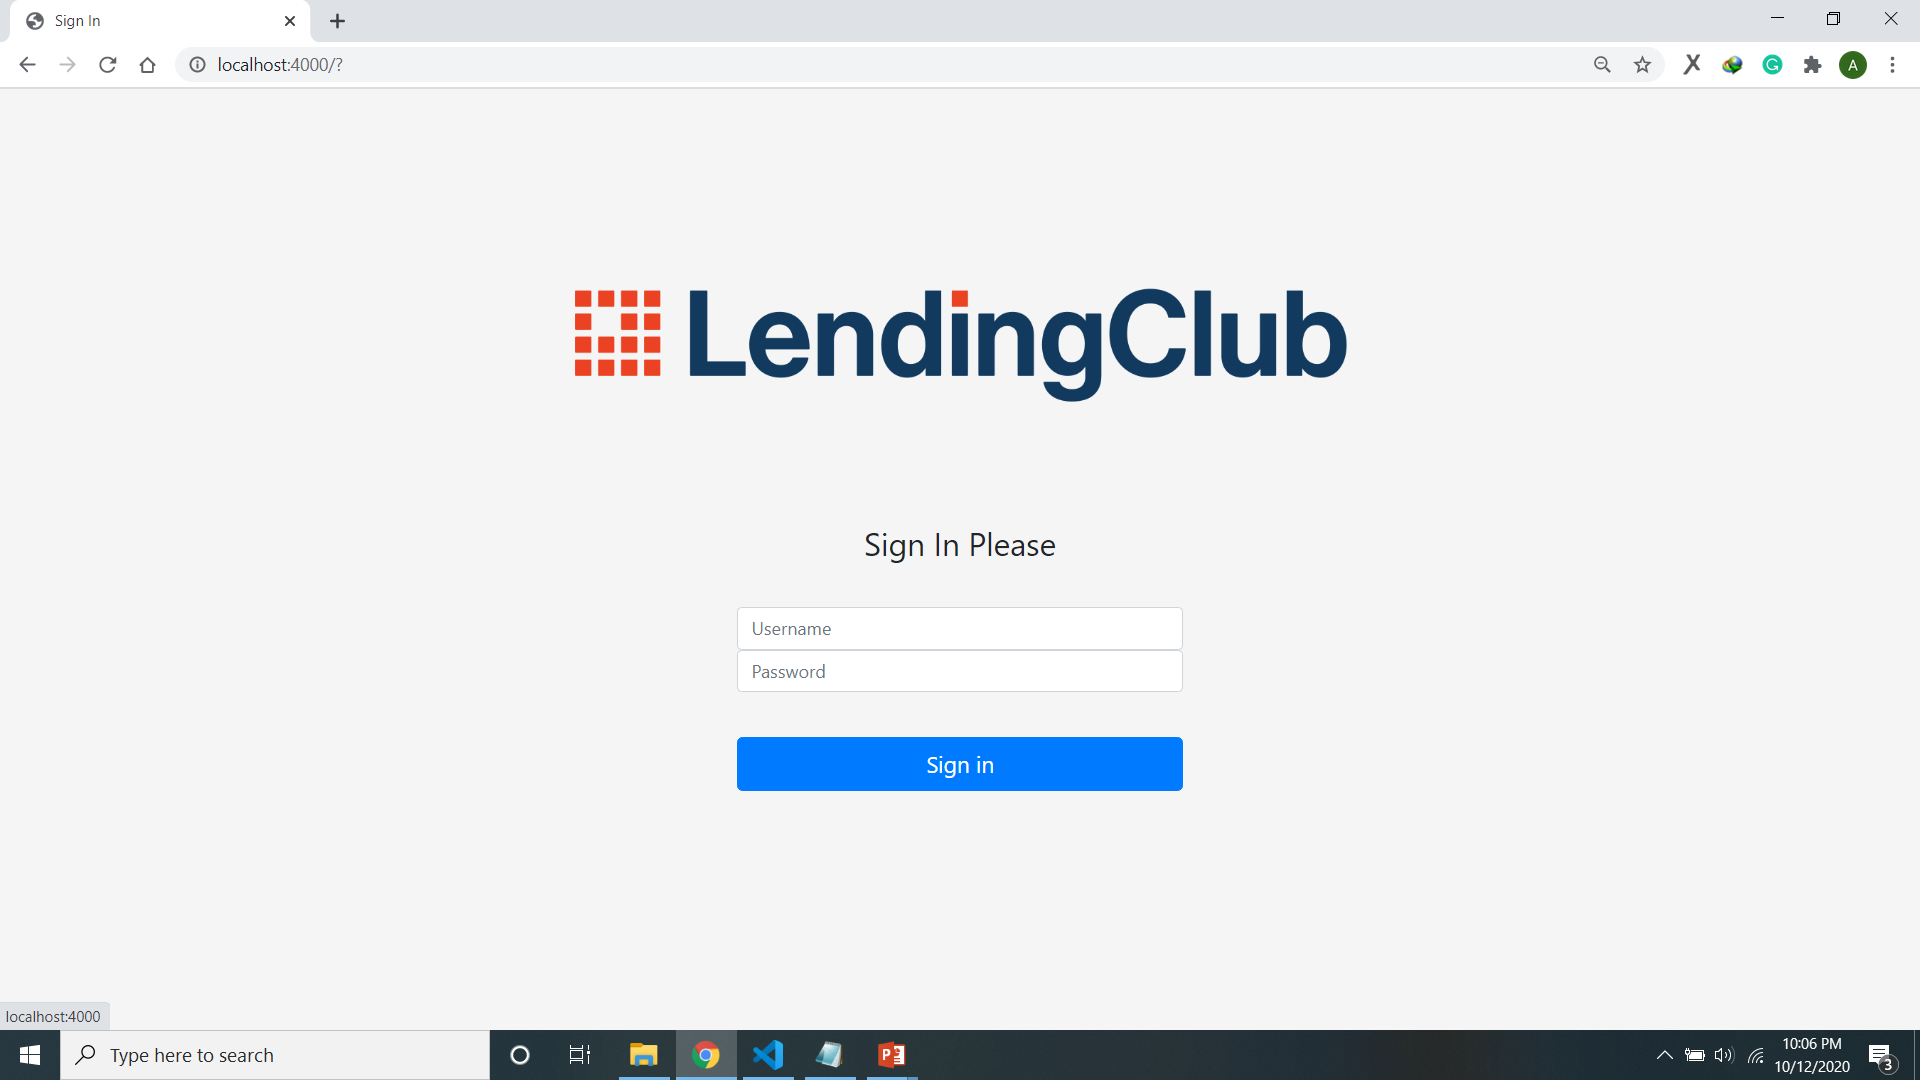 Sign In
localhost:4000/?
A
LendingClub
Sign In Please
Username
Password
Sign in
localhost:4000
Type here to search
10:06 PM
10/12/2020
3